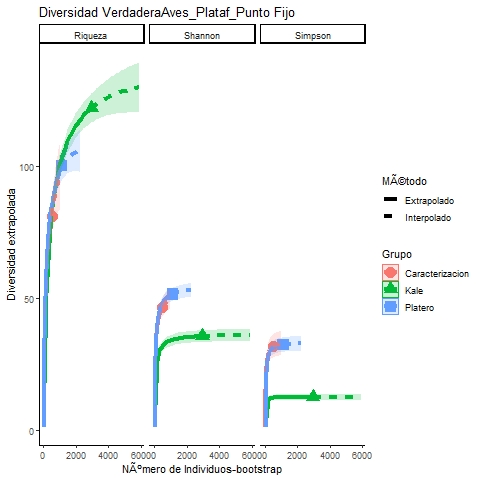 Diversidad VerdaderaAves_Plataf_Punto Fijo
Riqueza
Shannon
Simpson
Diversidad extrapolada
100
50
0
0 2000 4000 6000
0 2000 4000 6000
0 2000 4000 6000
NÃºmero de Individuos-bootstrap
MÃ©todo
Extrapolado
Interpolado
Grupo
Caracterizacion
Kale
Platero